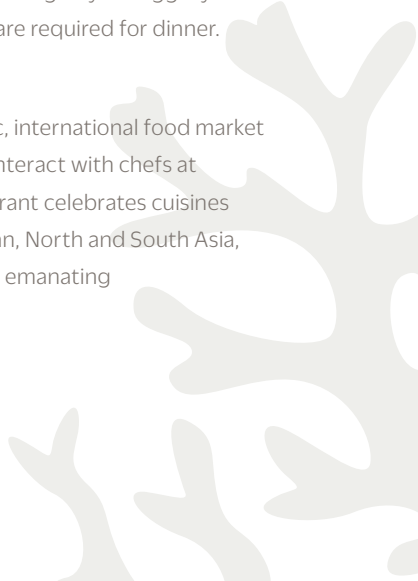 are required for dinner.
, international food market
nteract with chefs at
rant celebrates cuisines
n, North and South Asia,
emanating